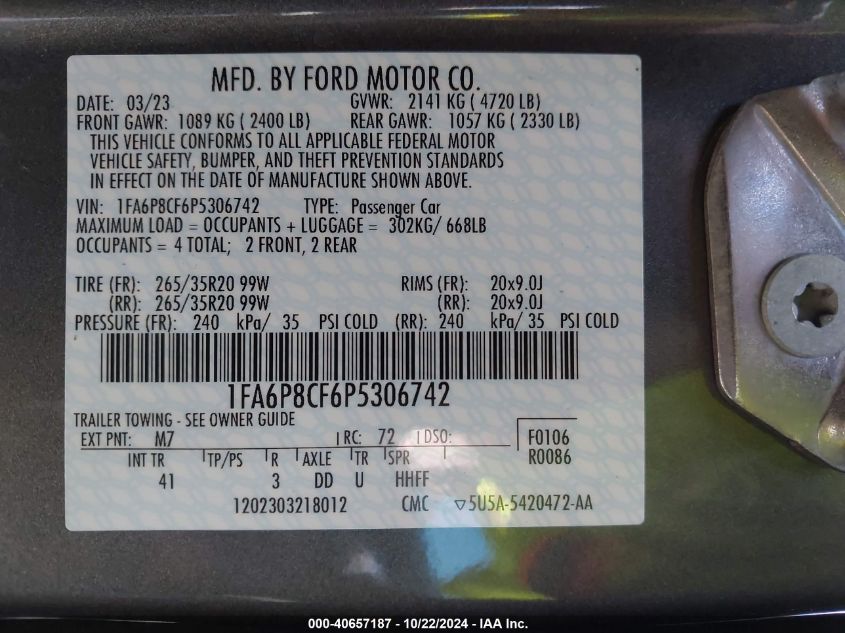 MFD. BY FORD MOTOR CO.
DATE: 03/23 GVWR: 2141 KG ( 4720 LB)
FRONT GAWR: 1089 KG ( 2400 LB) REAR GAWR: 1057 KG ( 2330 LB)
THIS VEHICLE CONFORMS TO ALL APPLICABLE FEDERAL MOTOR
VEHICLE SAFETY, BUMPER, AND THEFT PREVENTION STANDARDS
IN EFFECT ON THE DATE OF MANUFACTURE SHOWN ABOVE.
VIN: 1FA6P8CF6P5306742 TYPE: Passenger Car
MAXIMUM LOAD = OCCUPANTS + LUGGAGE = 302KG/ 668LB
OCCUPANTS = 4 TOTAL; 2 FRONT, 2 REAR
TIRE (FR): 265/35R20 99W RIMS (FR): 20x9.0J
(RR): 265/35R20 99W (RR): 20x9.0J
PRESSURE (FR): 240 kPa/ 35 PSI COLD (RR): 240 kPa/ 35 PSI COLD
1FA6P8CF6P5306742
TRAILER TOWING - SEE OWNER GUIDE
EXT PNT: M7 RC: 72 DSO: F0106
INT TR TP/PS R AXLE TR SPR R0086
41 3 DD U HHFF
1202303218012 CMC ▽5U5A-5420472-AA
000-40657187 - 10/22/2024 - IAA Inc.